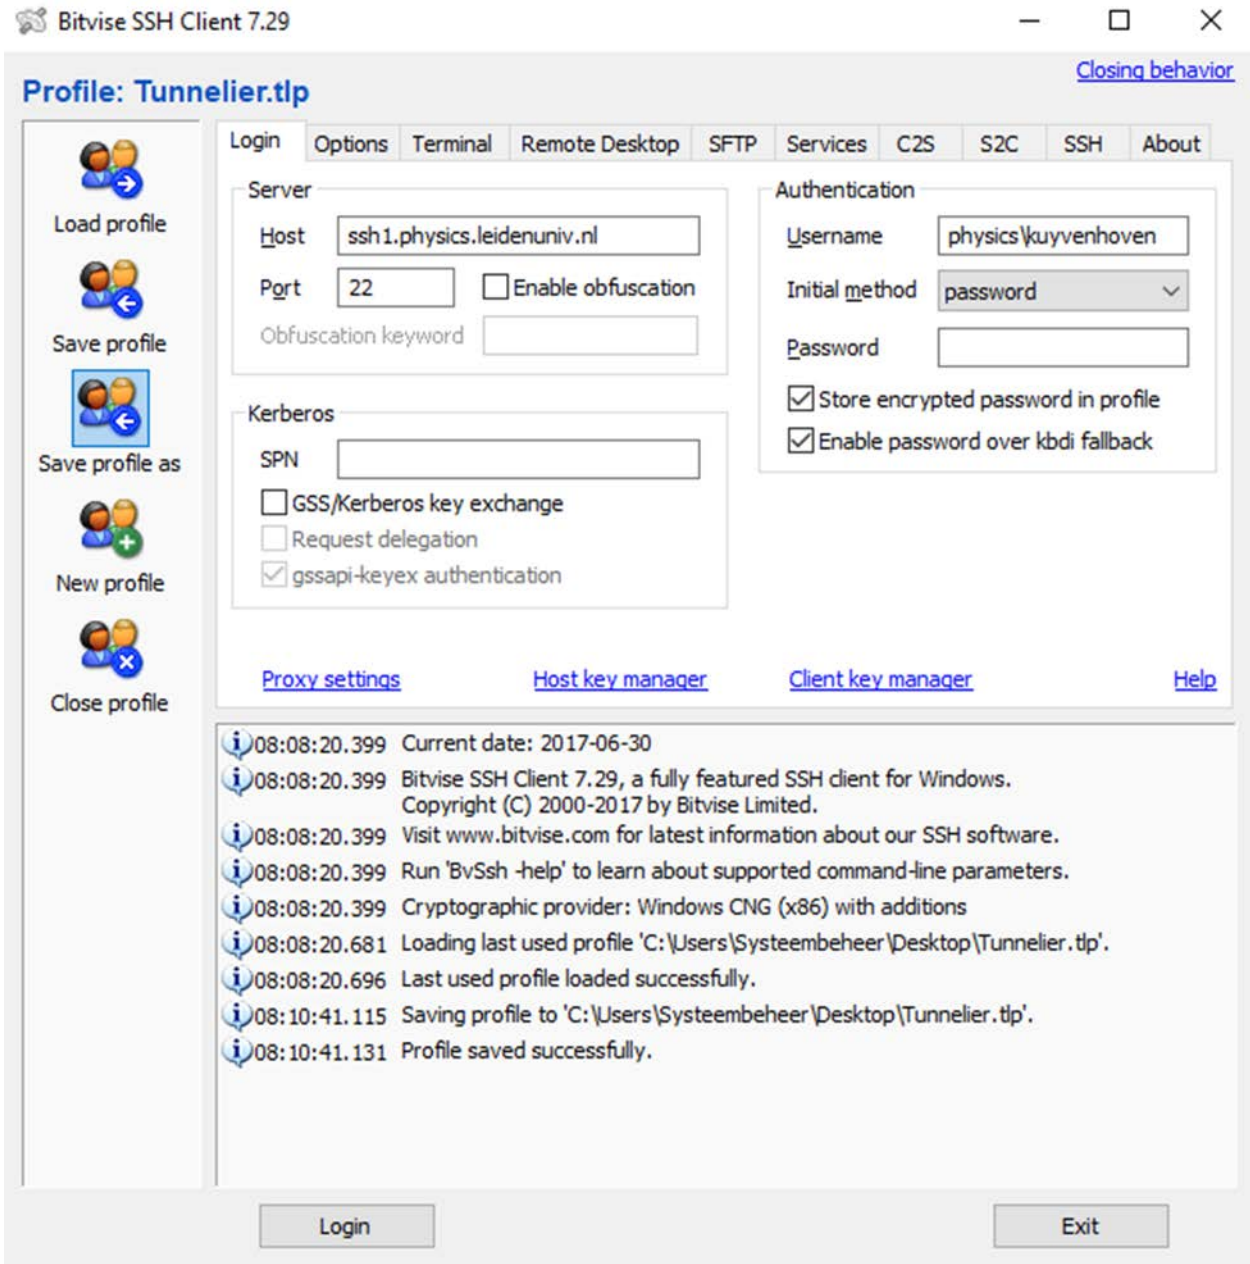 Bitvise SSH Client 7.29
Closing behavior
Profile: Tunnelier.tlp
Load profile
Save profile
Save profile as
New profile
Close profile
Login Options Terminal Remote Desktop SFTP Services C2S S2C SSH About
Server
Host ssh1.physics.leidenuniv.nl
Port 22 Enable obfuscation
Obfuscation keyword
Kerberos
SPN
GSS/Kerberos key exchange
Request delegation
gssapi-keyex authentication
Authentication
Username physics\kuyvenhoven
Initial method password
Password
Store encrypted password in profile
Enable password over kbdi fallback
Proxy settings Host key manager Client key manager Help
08:08:20.399 Current date: 2017-06-30
08:08:20.399 Bitvise SSH Client 7.29, a fully featured SSH client for Windows.
Copyright (C) 2000-2017 by Bitvise Limited.
08:08:20.399 Visit www.bitvise.com for latest information about our SSH software.
08:08:20.399 Run 'BvSsh -help' to learn about supported command-line parameters.
08:08:20.399 Cryptographic provider: Windows CNG (x86) with additions
08:08:20.681 Loading last used profile 'C:\Users\Systeembeheer\Desktop\Tunnelier.tlp'.
08:08:20.696 Last used profile loaded successfully.
08:10:41.115 Saving profile to 'C:\Users\Systeembeheer\Desktop\Tunnelier.tlp'.
08:10:41.131 Profile saved successfully.
Login Exit